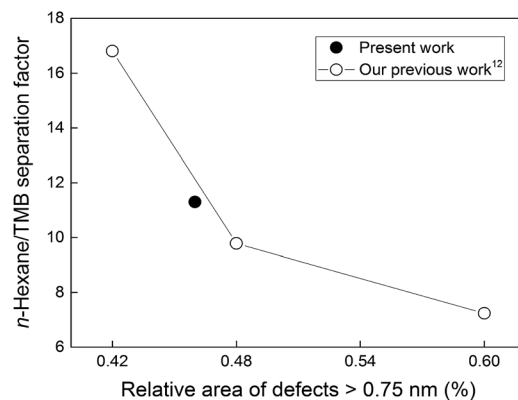 18
16
14
12
10
8
6
n-Hexane/TMB separation factor
Present work
Our previous work¹²
0.42 0.48 0.54 0.60
Relative area of defects > 0.75 nm (%)